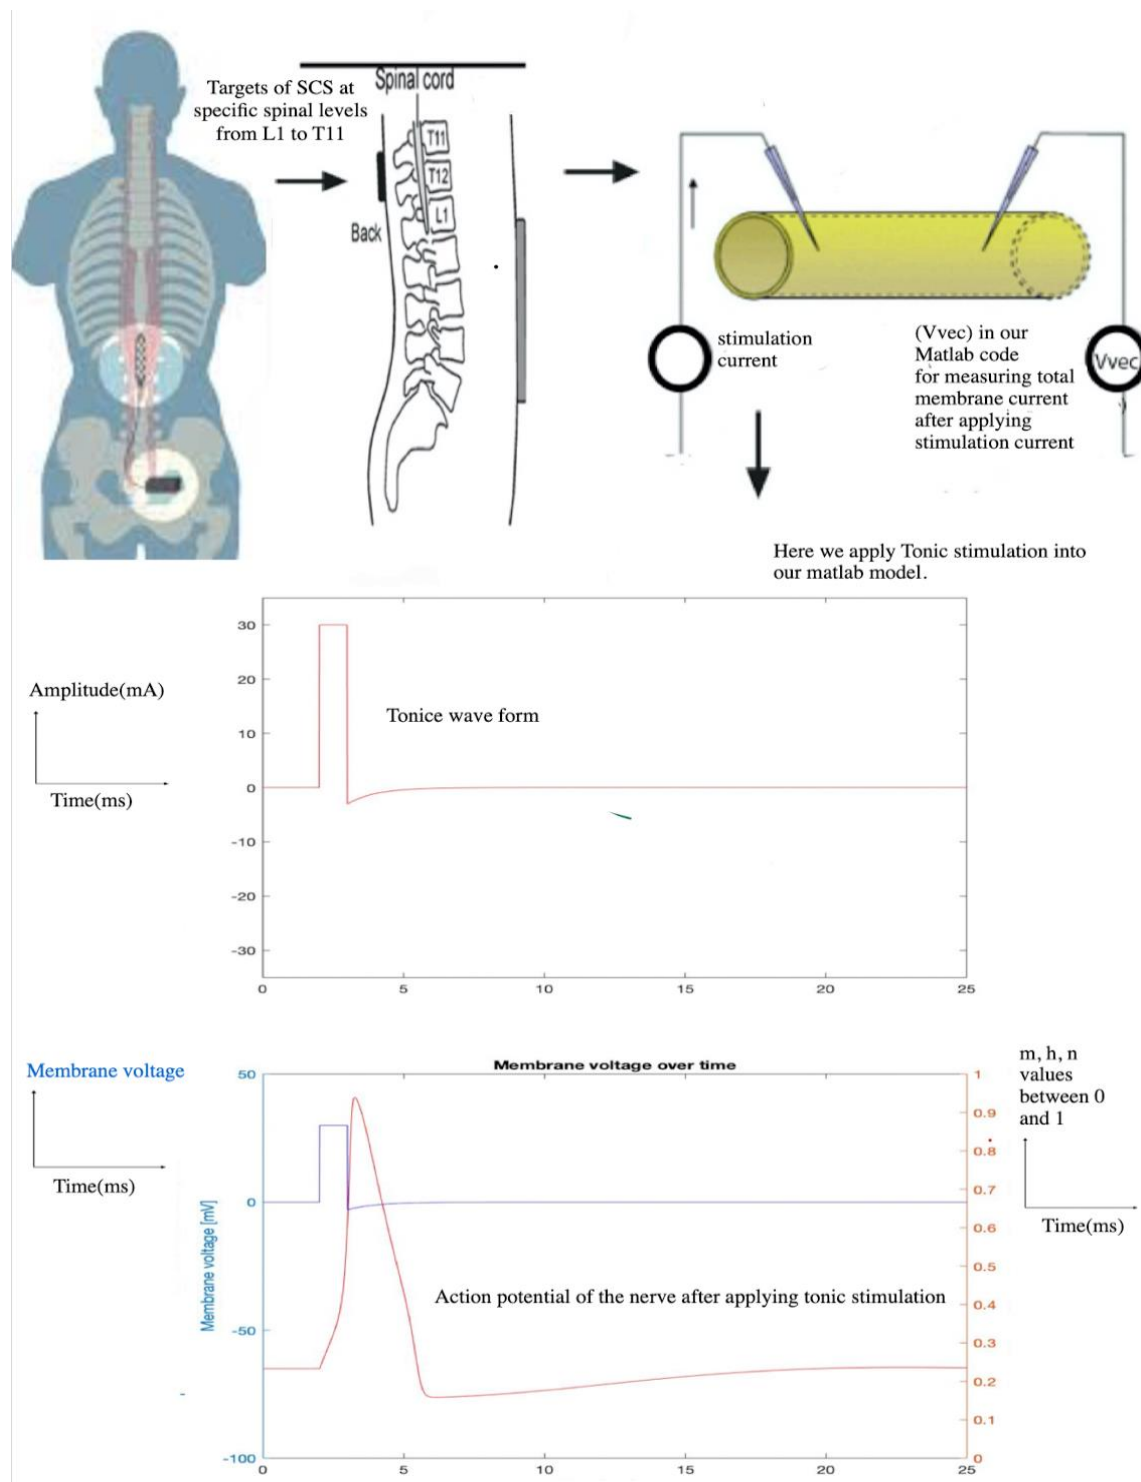 Targets of SCS at
specific spinal levels
from L1 to T11
Spinal cord
T11
T12
L1
Back
stimulation
current
(Vvec) in our
Matlab code
for measuring total
membrane current
after applying
stimulation current
Vvec
Here we apply Tonic stimulation into
our matlab model.
Amplitude(mA)
Time(ms)
30
20
10
0
-10
-20
-30
Tonice wave form
0 5 10 15 20 25
Membrane voltage
Time(ms)
Membrane voltage over time
Membrane voltage [mV]
50
0
-50
-100
Action potential of the nerve after applying tonic stimulation
1
0.9
0.8
0.7
0.6
0.5
0.4
0.3
0.2
0.1
0
0 5 10 15 20 25
m, h, n
values
between 0
and 1
Time(ms)